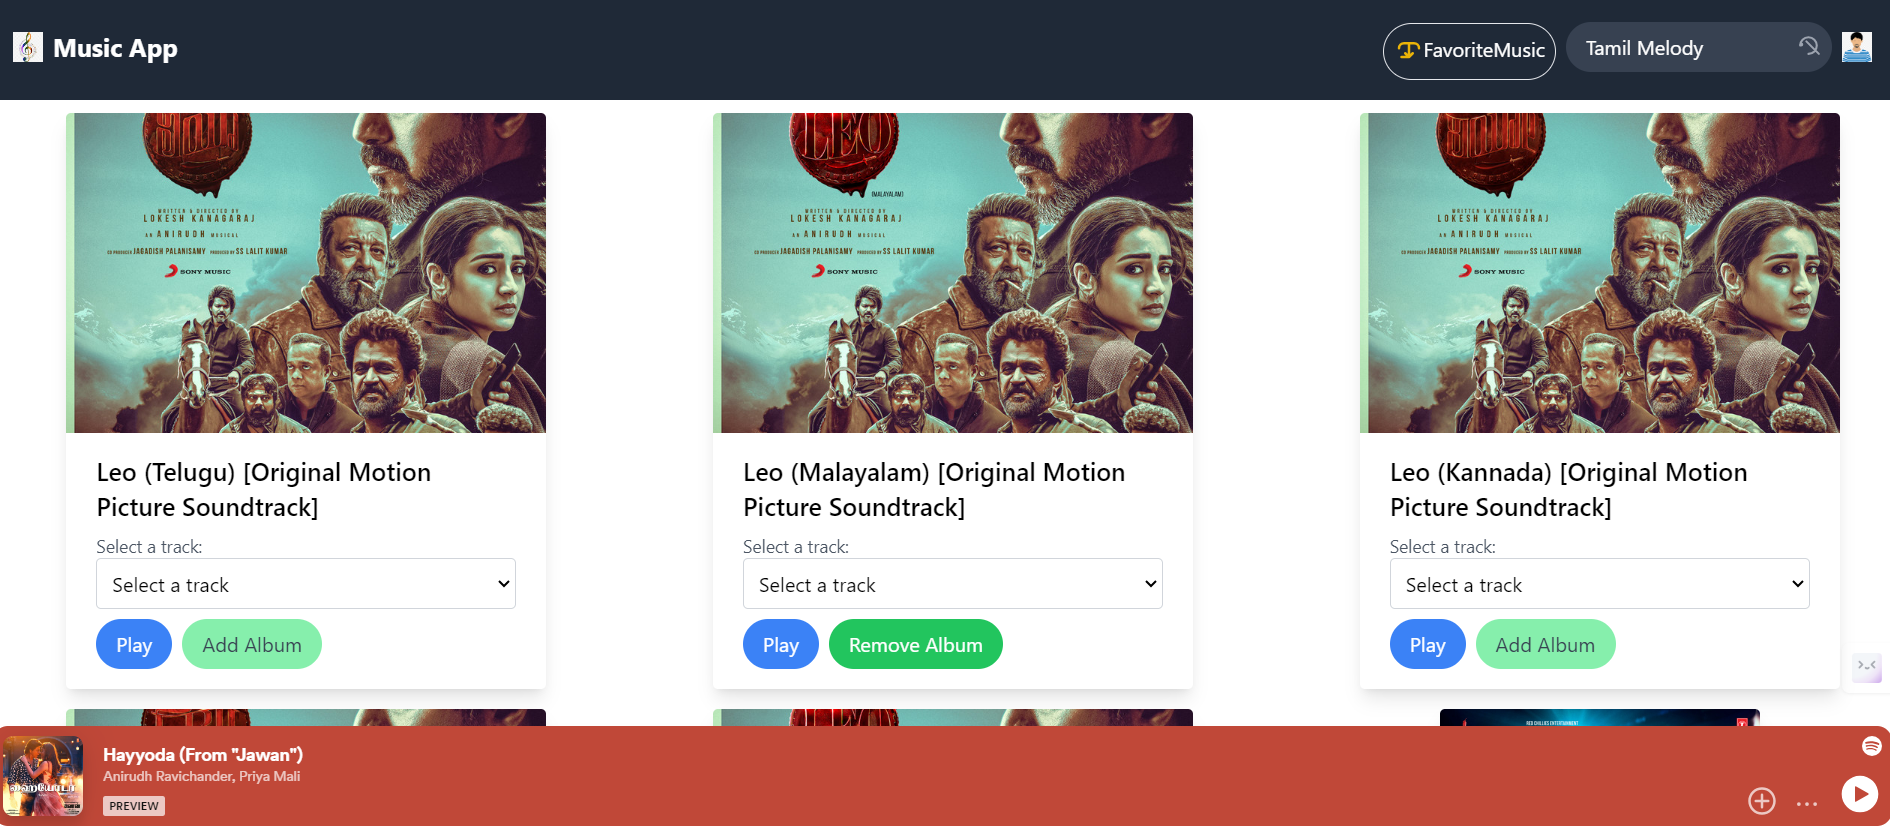 Music App
FavoriteMusic
Tamil Melody
WRITTEN & DIRECTED BY
LOKESH KANAGARAJ
AN ANIRUDH MUSICAL
CO PRODUCER JAGADISH PALANISAMY PRODUCED BY SS LALIT KUMAR
SONY MUSIC
Leo (Telugu) [Original Motion
Picture Soundtrack]
Select a track:
Select a track
Play
Add Album
LEO
(MALAYALAM)
WRITTEN & DIRECTED BY
LOKESH KANAGARAJ
AN ANIRUDH MUSICAL
CO PRODUCER JAGADISH PALANISAMY PRODUCED BY SS LALIT KUMAR
SONY MUSIC
Leo (Malayalam) [Original Motion
Picture Soundtrack]
Select a track:
Select a track
Play
Remove Album
WRITTEN & DIRECTED BY
LOKESH KANAGARAJ
AN ANIRUDH MUSICAL
CO PRODUCER JAGADISH PALANISAMY PRODUCED BY SS LALIT KUMAR
SONY MUSIC
Leo (Kannada) [Original Motion
Picture Soundtrack]
Select a track:
Select a track
Play
Add Album
RED CHILLIES ENTERTAINMENT
ஹையோடா
Hayyoda (From "Jawan")
Anirudh Ravichander, Priya Mali
PREVIEW